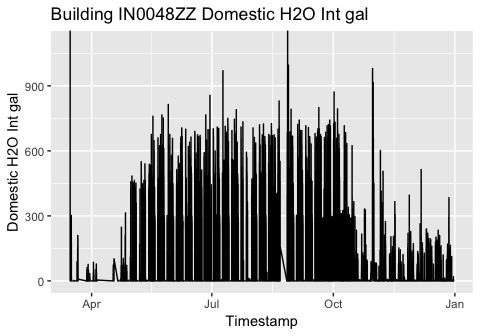 Building IN0048ZZ Domestic H2O Int gal
Domestic H2O Int gal
900
600
300
0
Apr
Jul
Oct
Jan
Timestamp